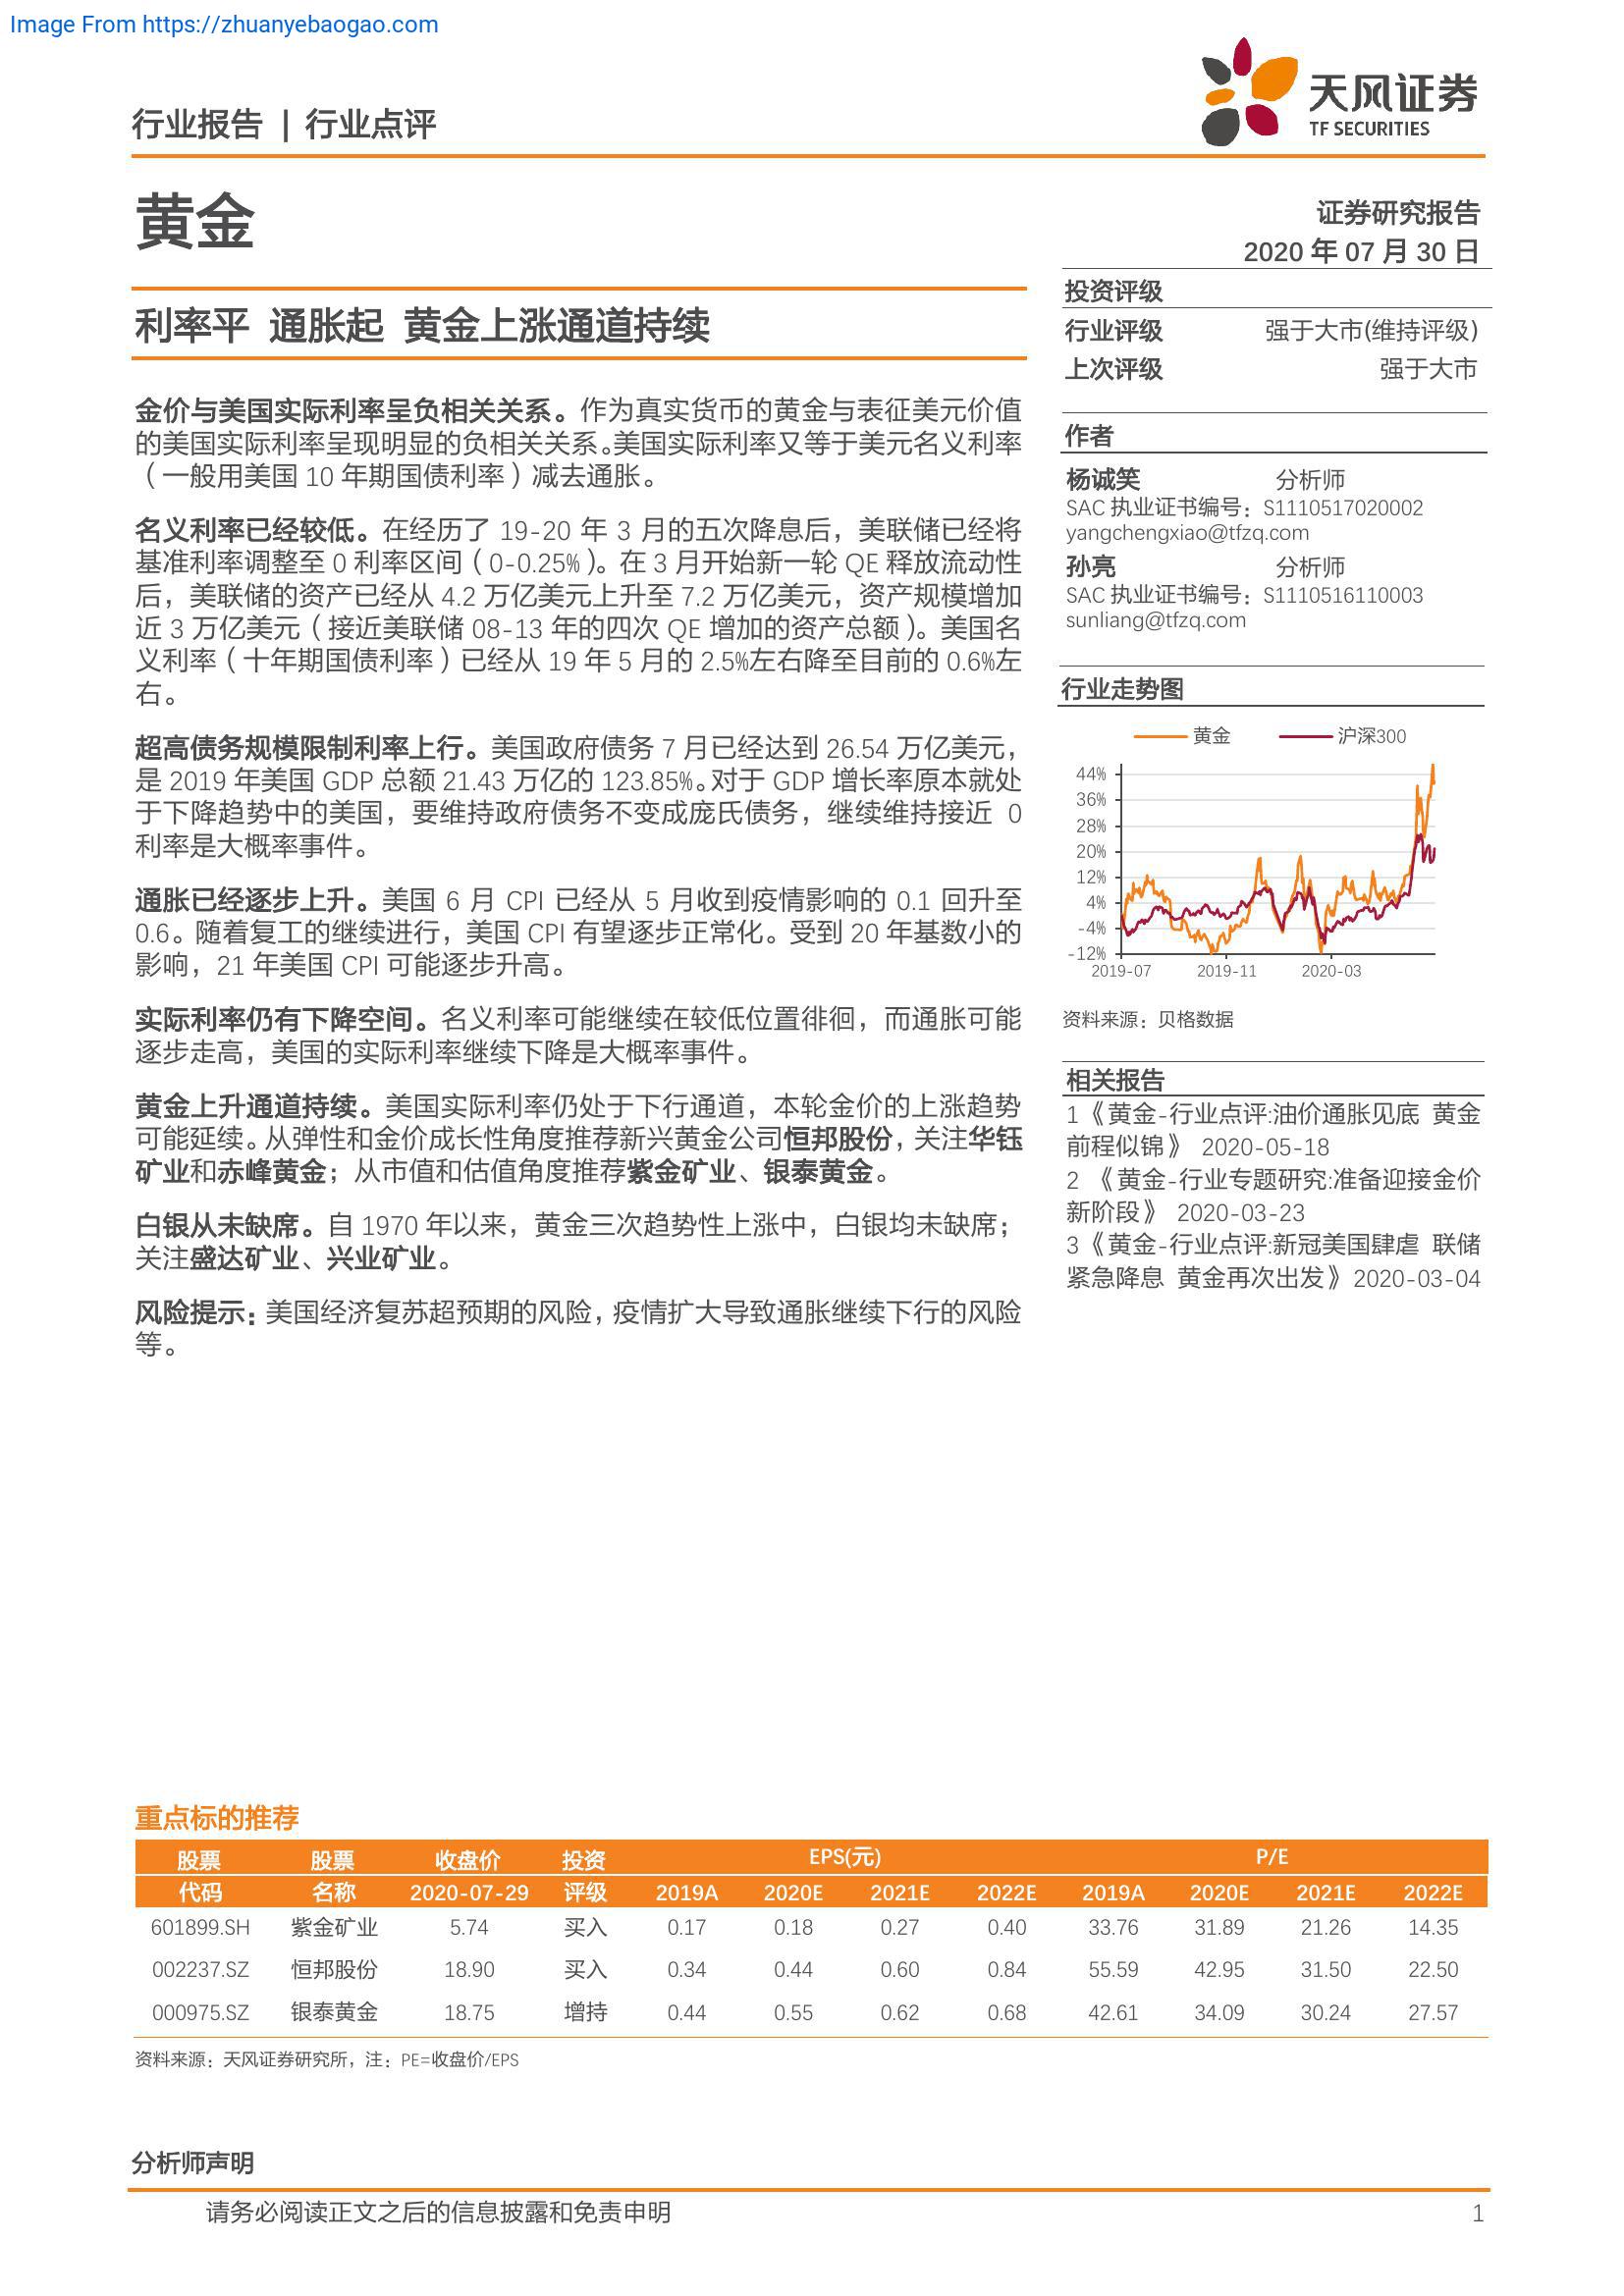 Image From https://zhuanyebaogao.com
行业报告 | 行业点评
天风证券
TF SECURITIES
黄金
证券研究报告
2020 年 07 月 30 日
利率平 通胀起 黄金上涨通道持续
投资评级
行业评级 强于大市(维持评级)
上次评级 强于大市
金价与美国实际利率呈负相关关系。作为真实货币的黄金与表征美元价值
的美国实际利率呈现明显的负相关关系。美国实际利率又等于美元名义利率
（一般用美国 10 年期国债利率）减去通胀。
名义利率已经较低。在经历了 19-20 年 3 月的五次降息后，美联储已经将
基准利率调整至 0 利率区间（0-0.25%）。在 3 月开始新一轮 QE 释放流动性
后，美联储的资产已经从 4.2 万亿美元上升至 7.2 万亿美元，资产规模增加
近 3 万亿美元（接近美联储 08-13 年的四次 QE 增加的资产总额）。美国名
义利率（十年期国债利率）已经从 19 年 5 月的 2.5%左右降至目前的 0.6%左
右。
超高债务规模限制利率上行。美国政府债务 7 月已经达到 26.54 万亿美元，
是 2019 年美国 GDP 总额 21.43 万亿的 123.85%。对于 GDP 增长率原本就处
于下降趋势中的美国，要维持政府债务不变成庞氏债务，继续维持接近 0
利率是大概率事件。
通胀已经逐步上升。美国 6 月 CPI 已经从 5 月收到疫情影响的 0.1 回升至
0.6。随着复工的继续进行，美国 CPI 有望逐步正常化。受到 20 年基数小的
影响，21 年美国 CPI 可能逐步升高。
实际利率仍有下降空间。名义利率可能继续在较低位置徘徊，而通胀可能
逐步走高，美国的实际利率继续下降是大概率事件。
黄金上升通道持续。美国实际利率仍处于下行通道，本轮金价的上涨趋势
可能延续。从弹性和金价成长性角度推荐新兴黄金公司恒邦股份，关注华钰
矿业和赤峰黄金；从市值和估值角度推荐紫金矿业、银泰黄金。
白银从未缺席。自 1970 年以来，黄金三次趋势性上涨中，白银均未缺席；
关注盛达矿业、兴业矿业。
风险提示：美国经济复苏超预期的风险，疫情扩大导致通胀继续下行的风险
等。
作者
杨诚笑 分析师
SAC 执业证书编号：S1110517020002
yangchengxiao@tfzq.com
孙亮 分析师
SAC 执业证书编号：S1110516110003
sunliang@tfzq.com
行业走势图
黄金 沪深300
44%
36%
28%
20%
12%
4%
-4%
-12%
2019-07 2019-11 2020-03
资料来源：贝格数据
相关报告
1《黄金-行业点评:油价通胀见底 黄金
前程似锦》 2020-05-18
2 《黄金-行业专题研究:准备迎接金价
新阶段》 2020-03-23
3《黄金-行业点评:新冠美国肆虐 联储
紧急降息 黄金再次出发》2020-03-04
重点标的推荐
股票 股票 收盘价 投资 EPS(元) P/E
代码 名称 2020-07-29 评级 2019A 2020E 2021E 2022E 2019A 2020E 2021E 2022E
601899.SH 紫金矿业 5.74 买入 0.17 0.18 0.27 0.40 33.76 31.89 21.26 14.35
002237.SZ 恒邦股份 18.90 买入 0.34 0.44 0.60 0.84 55.59 42.95 31.50 22.50
000975.SZ 银泰黄金 18.75 增持 0.44 0.55 0.62 0.68 42.61 34.09 30.24 27.57
资料来源：天风证券研究所，注：PE=收盘价/EPS
分析师声明
请务必阅读正文之后的信息披露和免责申明 1